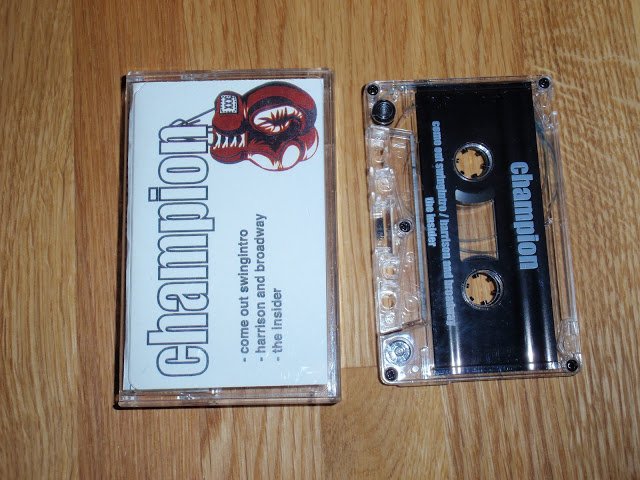 champion
- come out swingintro
- harrison and broadway
- the insider
champion
come out swingintro / harrison and broadway
the insider